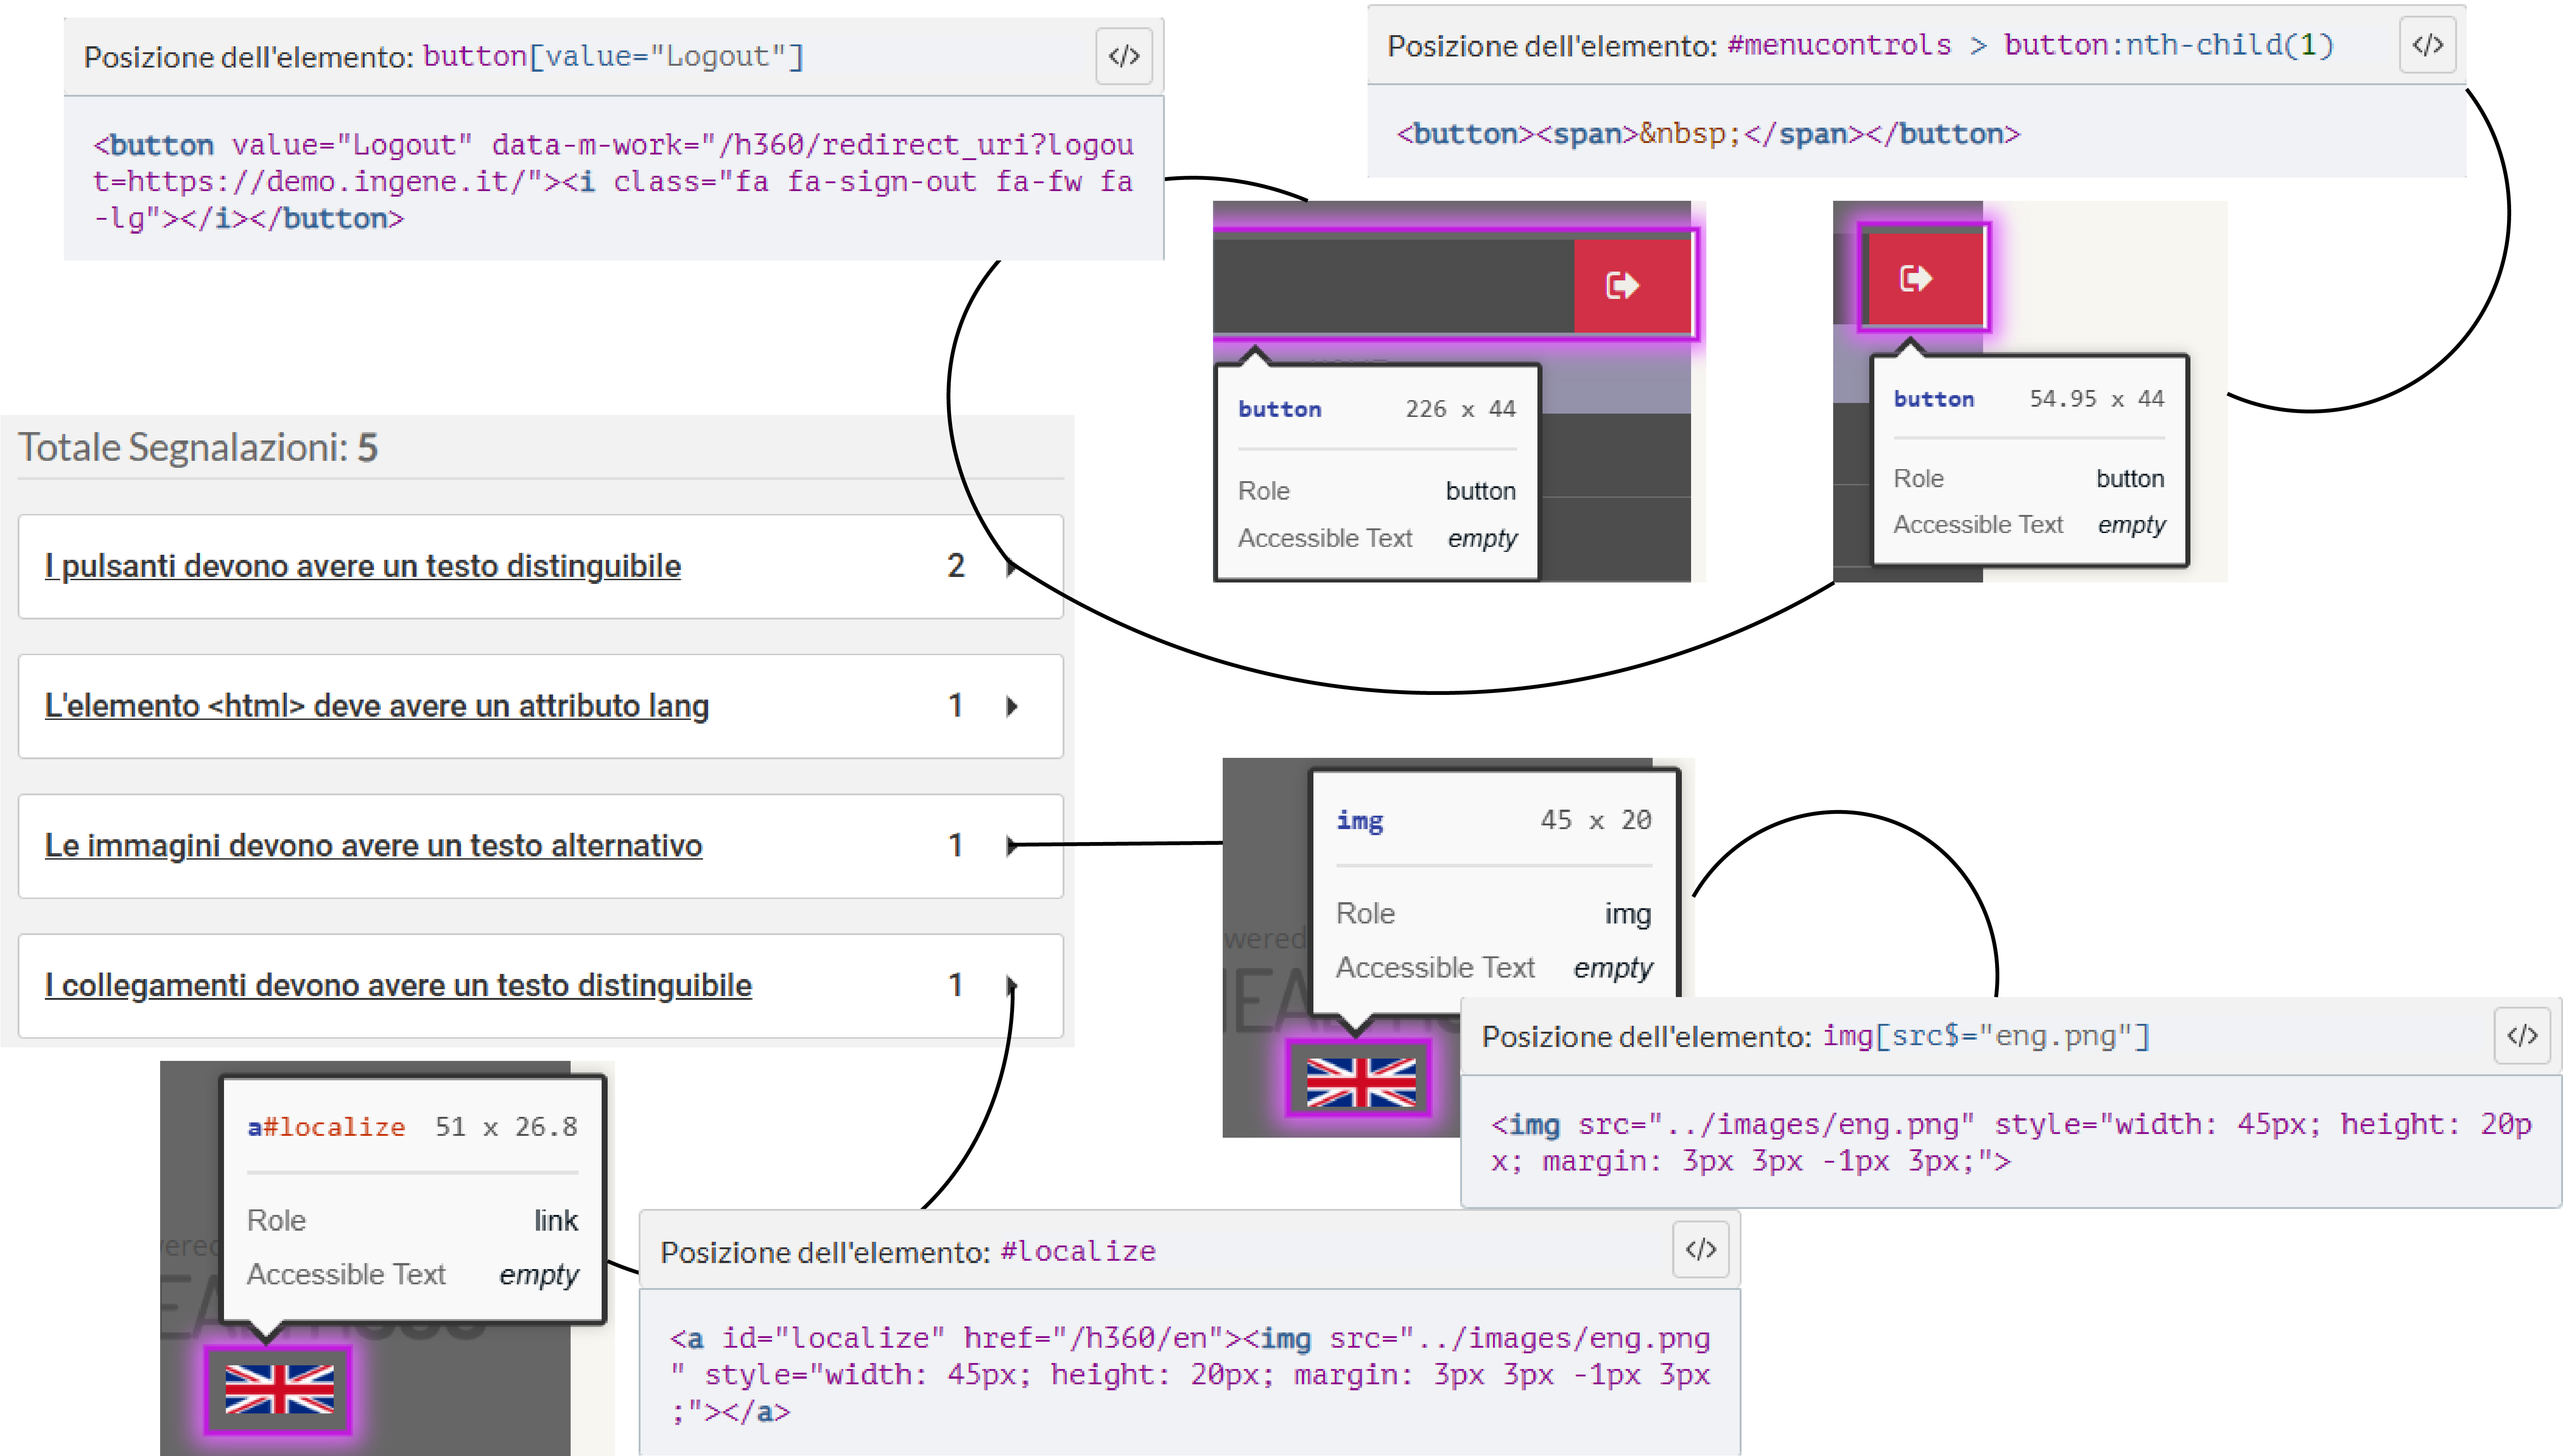 Posizione dell'elemento: button[value="Logout"]
</>
<button value="Logout" data-m-work="/h360/redirect_uri?logou
t=https://demo.ingene.it/"><i class="fa fa-sign-out fa-fw fa
-lg"></i></button>
Posizione dell'elemento: #menucontrols > button:nth-child(1)
</>
<button><span>&nbsp;</span></button>
button 226 x 44
Role button
Accessible Text empty
button 54.95 x 44
Role button
Accessible Text empty
Totale Segnalazioni: 5
I pulsanti devono avere un testo distinguibile 2
L'elemento <html> deve avere un attributo lang 1
Le immagini devono avere un testo alternativo 1
I collegamenti devono avere un testo distinguibile 1
img 45 x 20
Role img
Accessible Text empty
wered
Posizione dell'elemento: img[src$="eng.png"]
</>
<img src="../images/eng.png" style="width: 45px; height: 20p
x; margin: 3px 3px -1px 3px;">
a#localize 51 x 26.8
Role link
Accessible Text empty
Posizione dell'elemento: #localize
</>
<a id="localize" href="/h360/en"><img src="../images/eng.png
" style="width: 45px; height: 20px; margin: 3px 3px -1px 3px
;"></a>